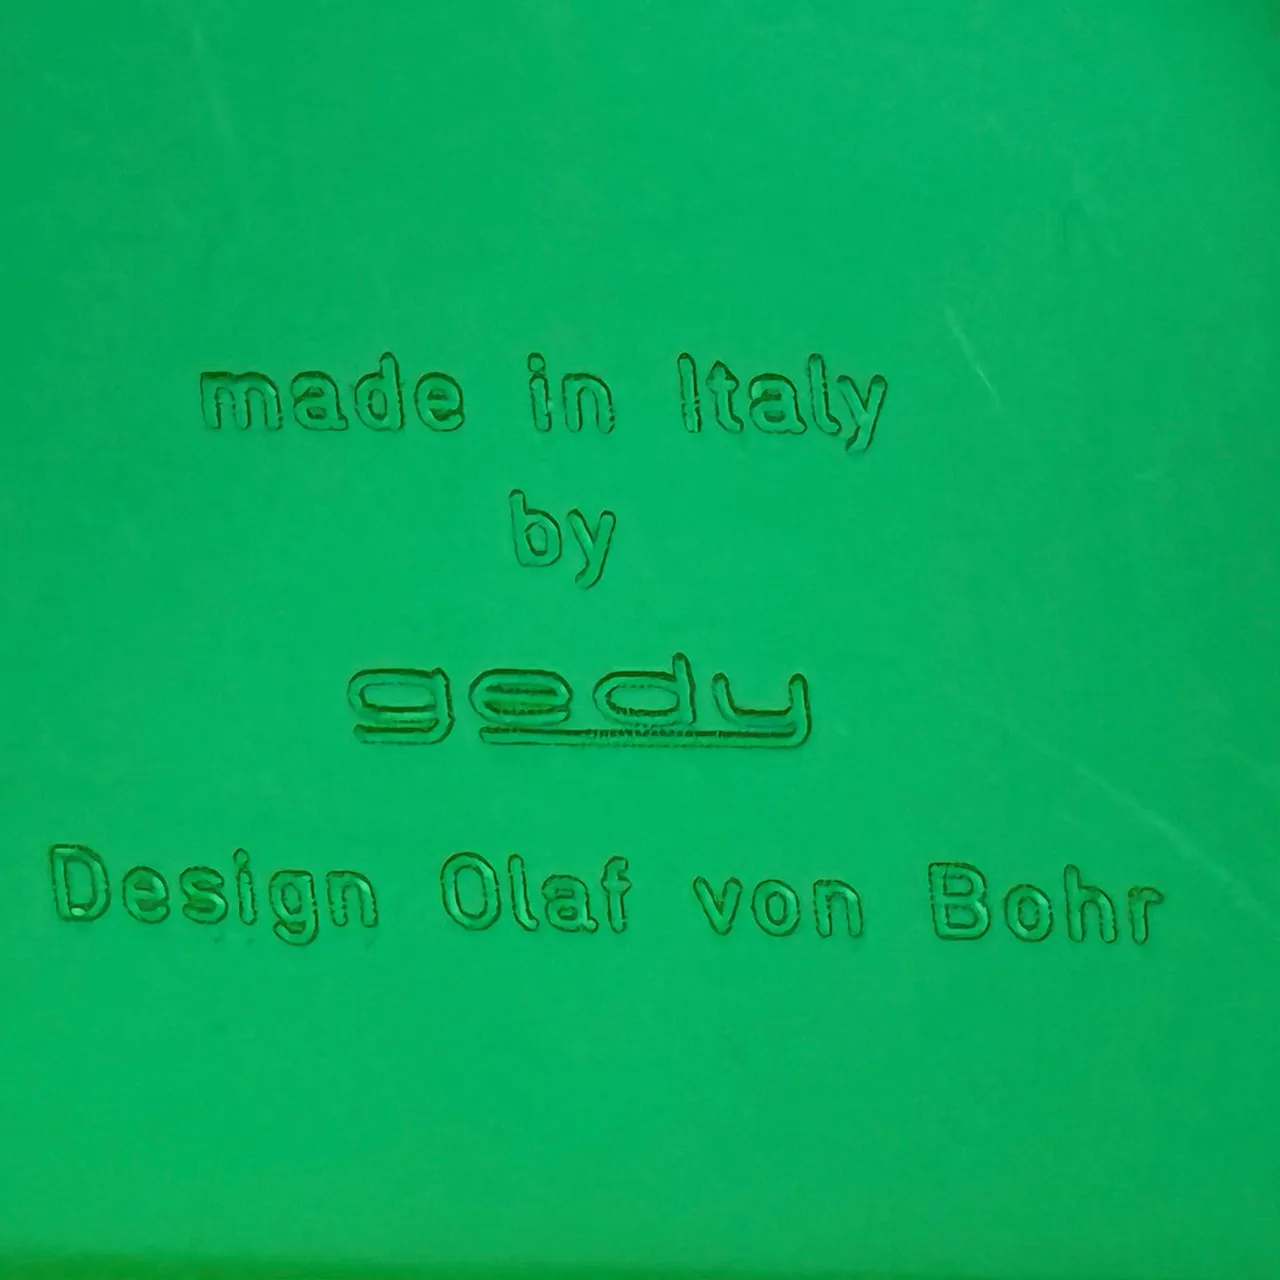 made in Italy
by
gedy
Design Olaf von Bohr